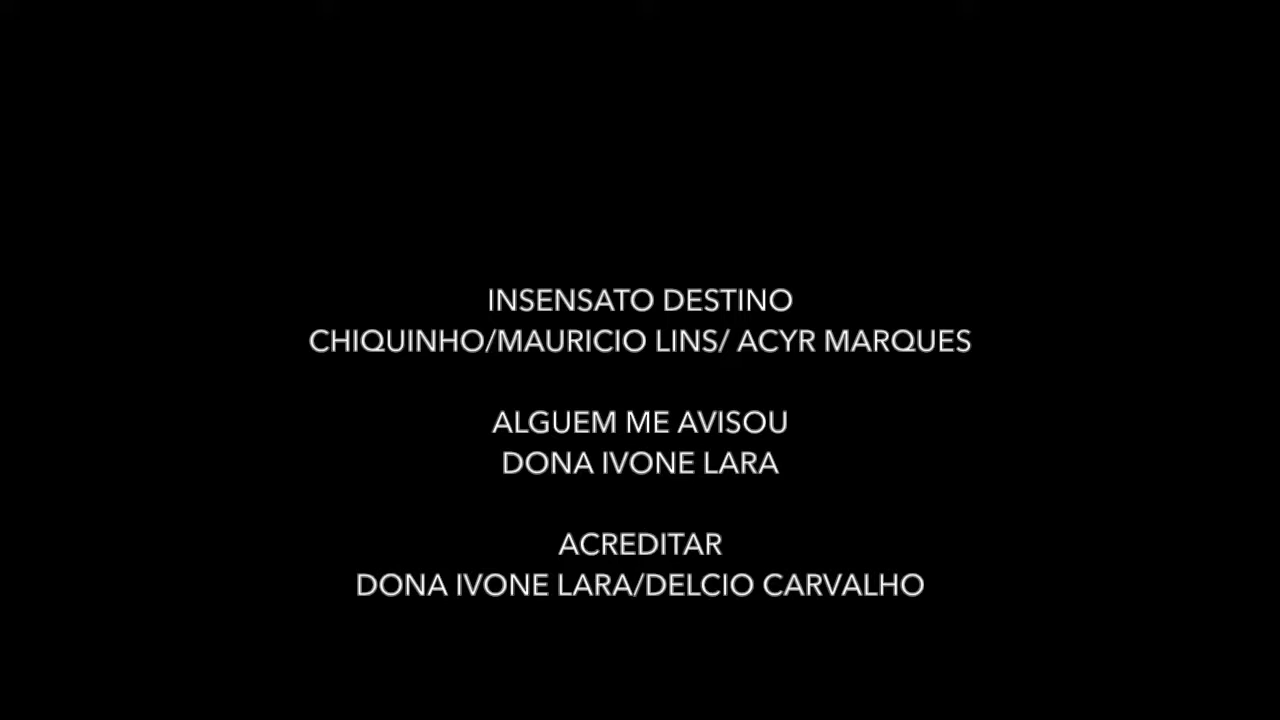 INSENSATO DESTINO
CHIQUINHO/MAURICIO LINS/ ACYR MARQUES
ALGUEM ME AVISOU
DONA IVONE LARA
ACREDITAR
DONA IVONE LARA/DELCIO CARVALHO